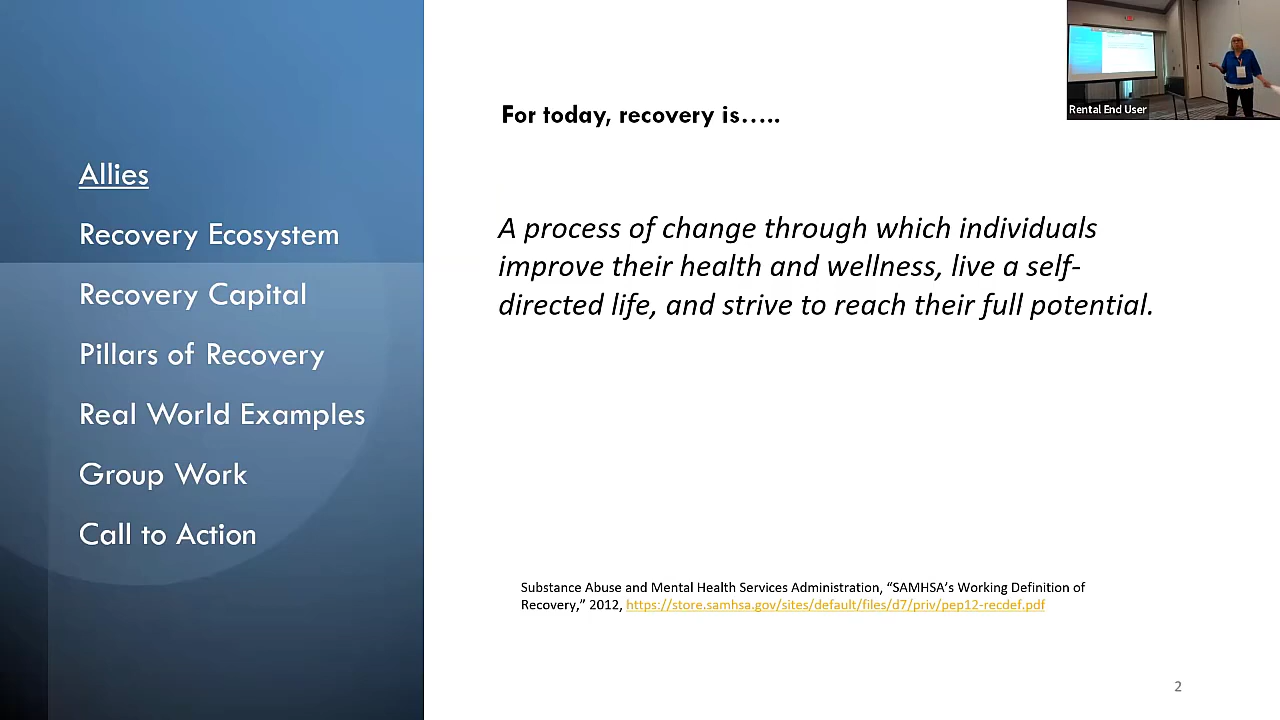 Allies
Recovery Ecosystem
Recovery Capital
Pillars of Recovery
Real World Examples
Group Work
Call to Action
For today, recovery is…..
A process of change through which individuals
improve their health and wellness, live a self-
directed life, and strive to reach their full potential.
Substance Abuse and Mental Health Services Administration, “SAMHSA’s Working Definition of
Recovery,” 2012, https://store.samhsa.gov/sites/default/files/d7/priv/pep12-recdef.pdf
2
Rental End User